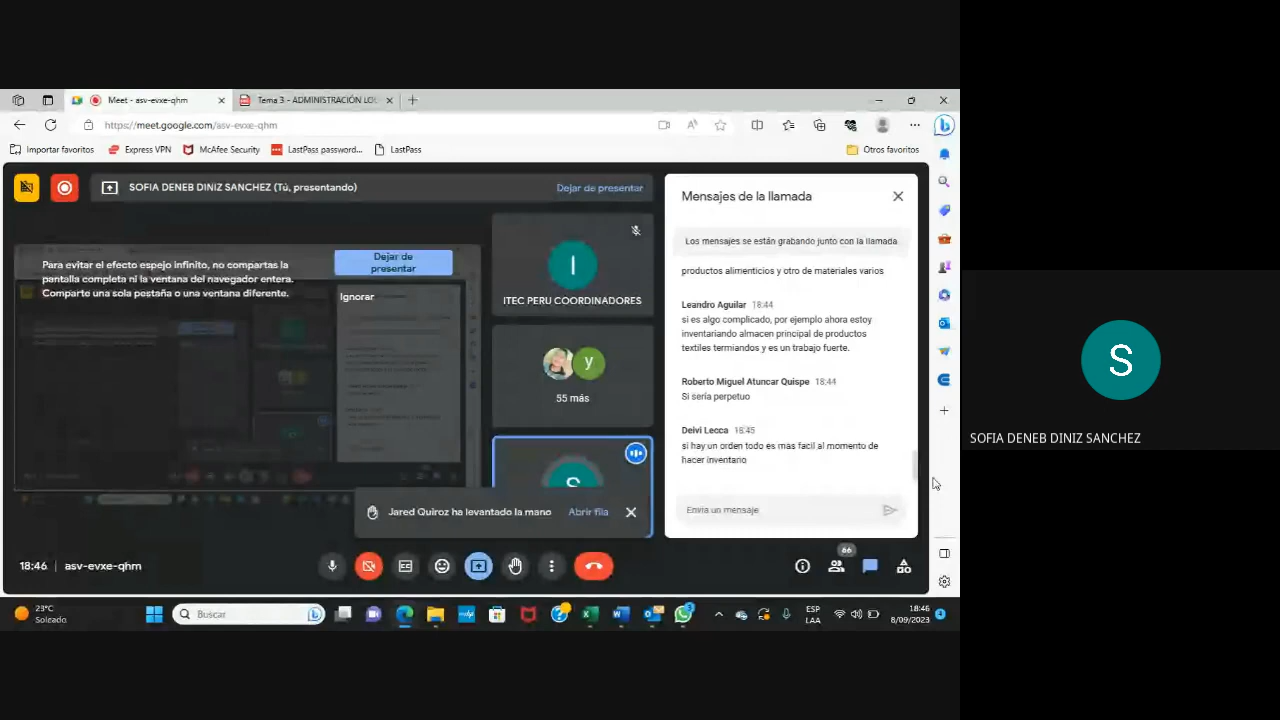 Meet - asv-evxe-qhm
Tema 3 - ADMINISTRACIÓN LO
https://meet.google.com/asv-evxe-qhm
Importar favoritos
Express VPN
McAfee Security
LastPass password...
LastPass
Otros favoritos
SOFIA DENEB DINIZ SANCHEZ (Tú, presentando)
Dejar de presentar
Para evitar el efecto espejo infinito, no compartas la
pantalla completa ni la ventana del navegador entera.
Comparte una sola pestaña o una ventana diferente.
Dejar de
presentar
Ignorar
I
ITEC PERU COORDINADORES
y
55 más
S
Jared Quiroz ha levantado la mano
Abrir fila
Mensajes de la llamada
Los mensajes se están grabando junto con la llamada
productos alimenticios y otro de materiales varios
Leandro Aguilar 18:44
si es algo complicado, por ejemplo ahora estoy
inventariando almacen principal de productos
textiles termiandos y es un trabajo fuerte.
Roberto Miguel Atuncar Quispe 18:44
Si sería perpetuo
Deivi Lecca 18:45
si hay un orden todo es mas facil al momento de
hacer inventario
Envía un mensaje
18:46 | asv-evxe-qhm
66
23°C
Soleado
Buscar
ESP
LAA
18:46
8/09/2023
S
SOFIA DENEB DINIZ SANCHEZ